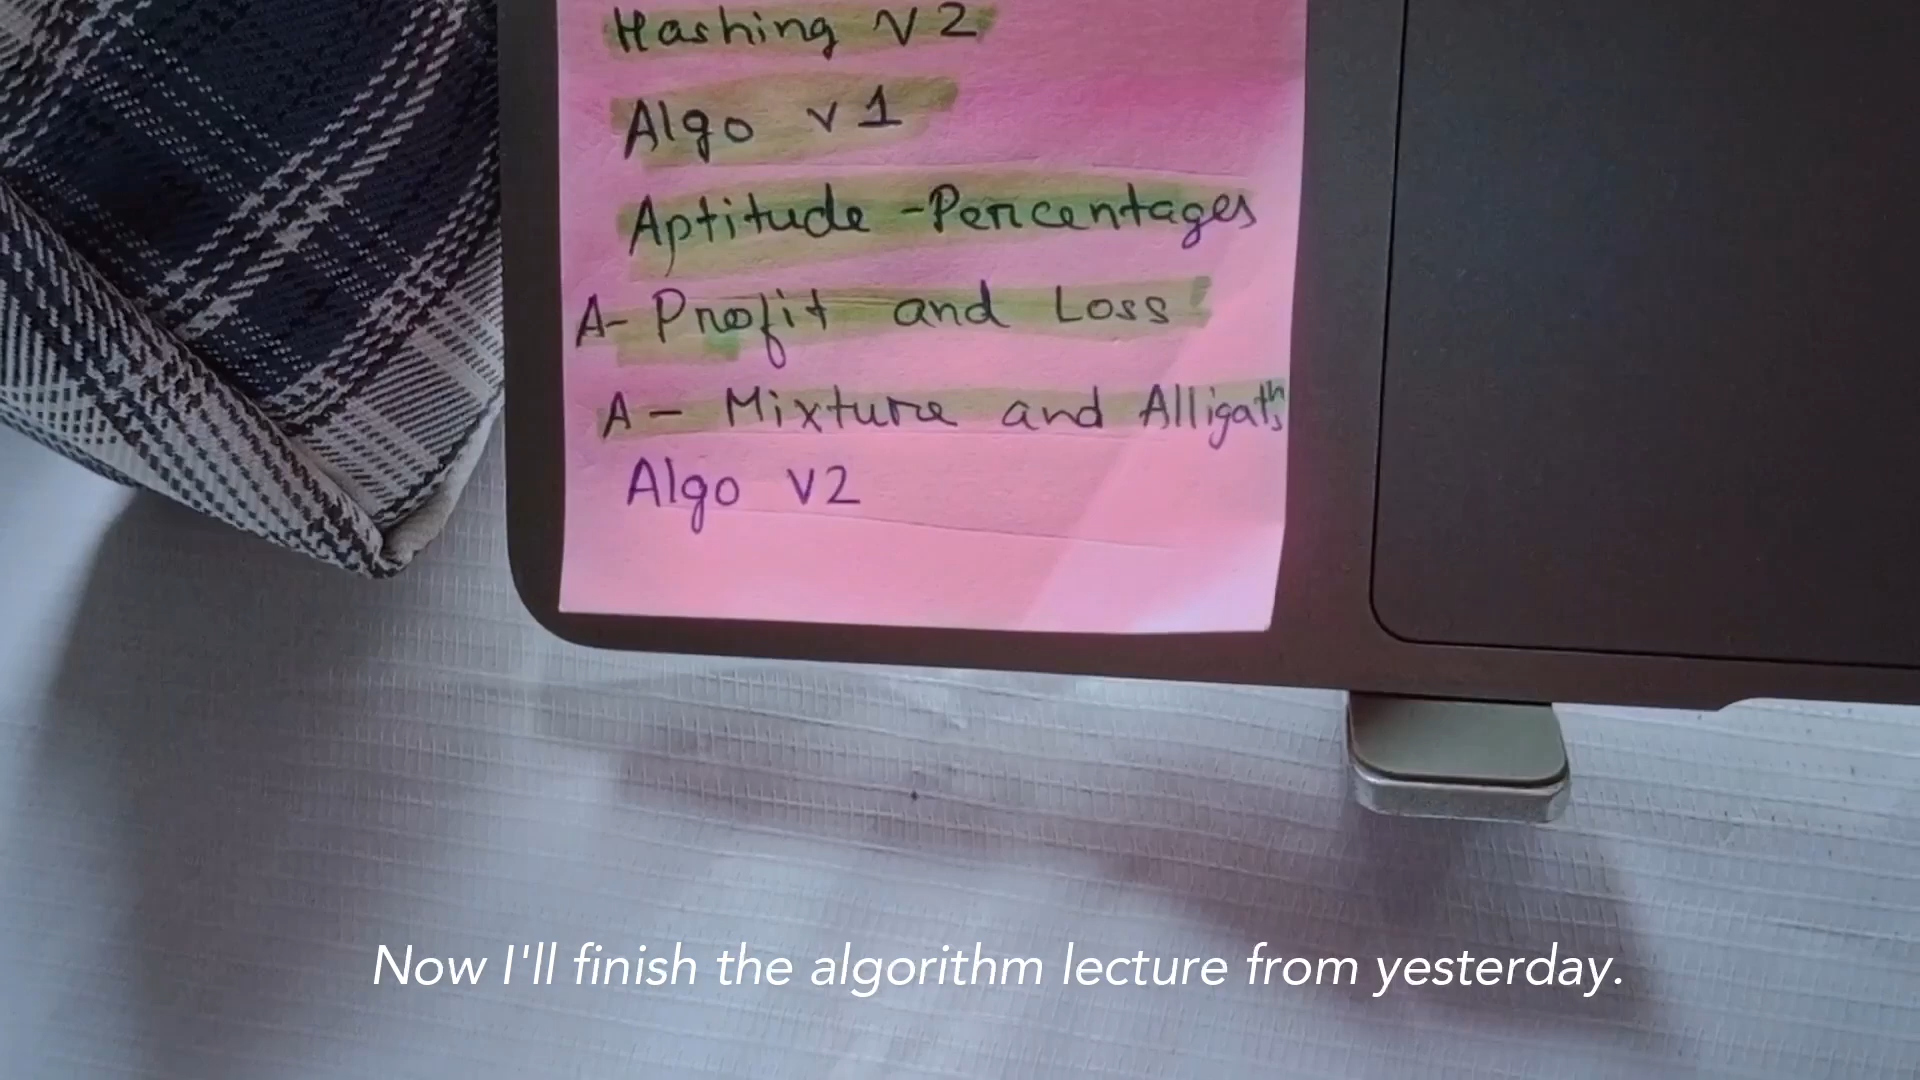 Hashing V2
Algo v1
Aptitude - Percentages
A- Profit and Loss
A - Mixture and
Algo V2
Now I'll finish the algorithm lecture from yesterday.